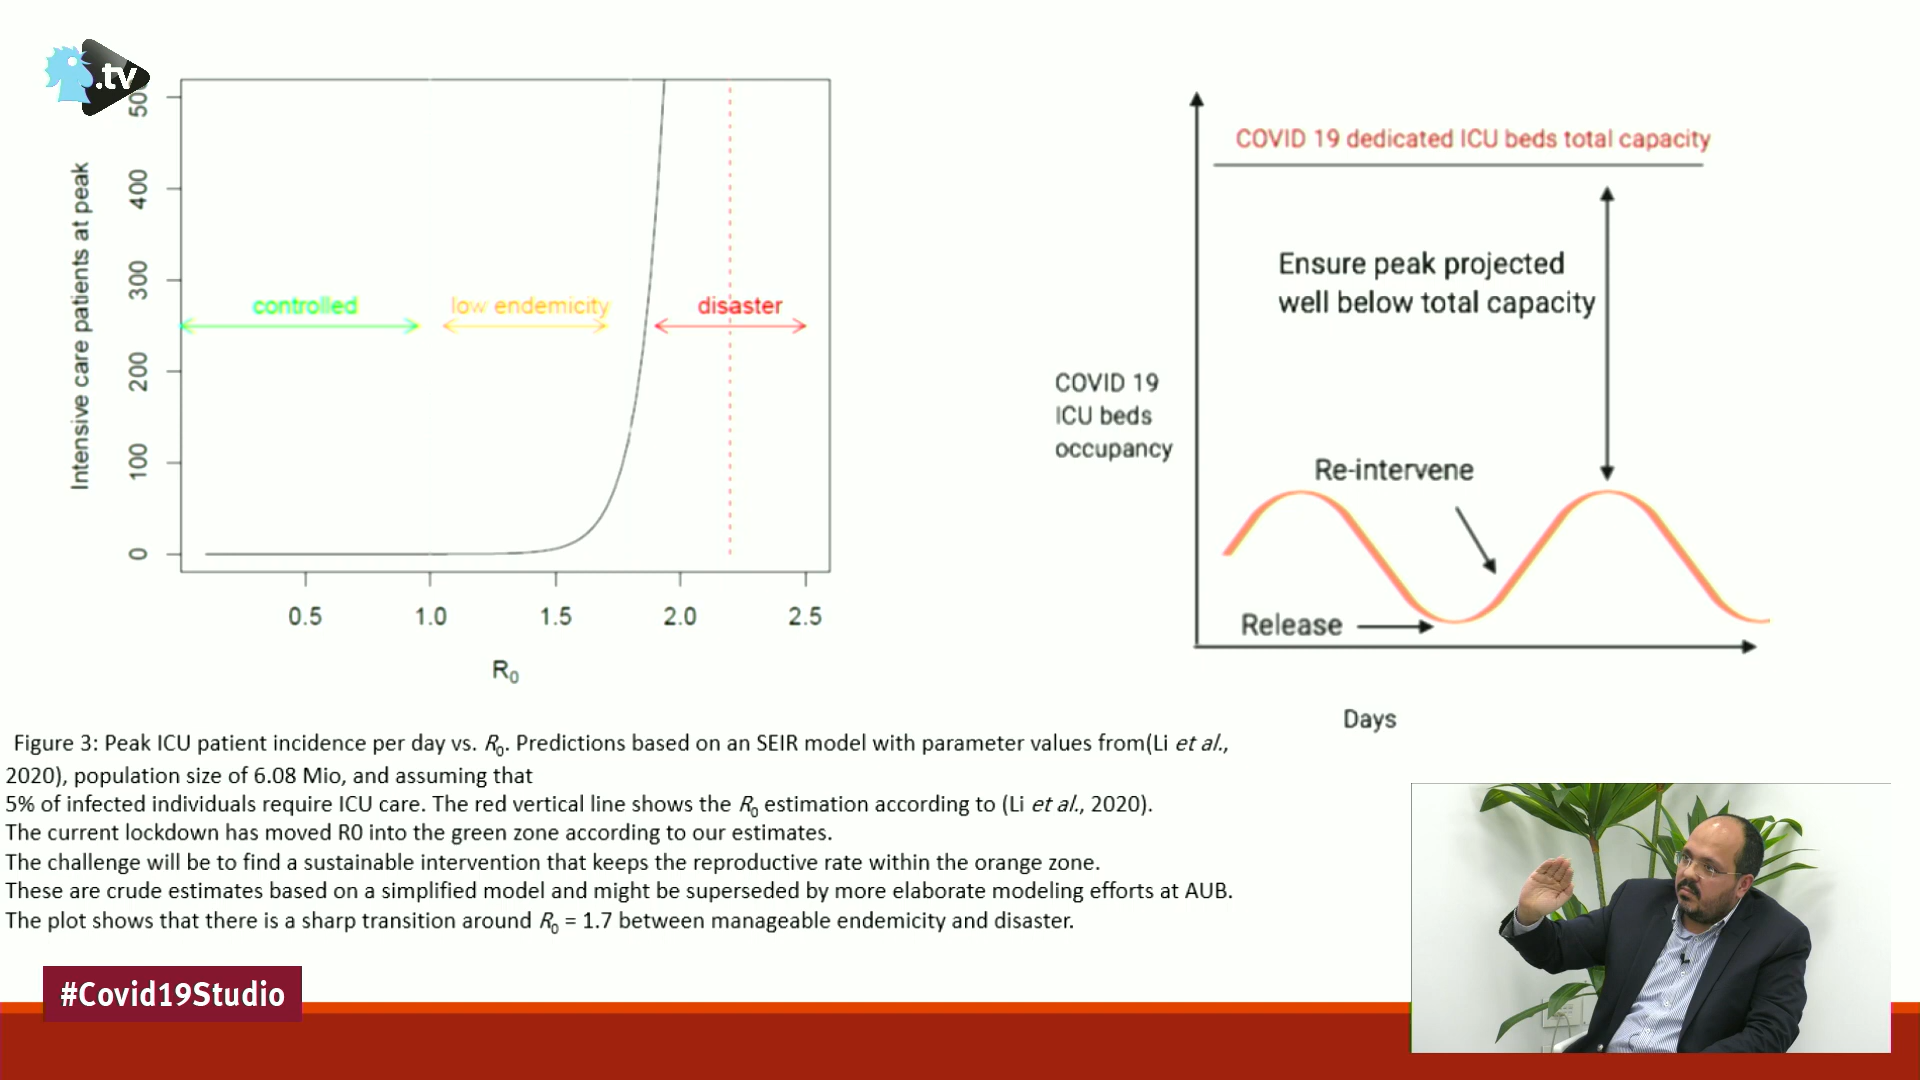 .tv
Intensive care patients at peak
500
400
300
200
100
0
controlled
low endemicity
disaster
0.5
1.0
1.5
2.0
2.5
R0
COVID 19 dedicated ICU beds total capacity
Ensure peak projected
well below total capacity
COVID 19
ICU beds
occupancy
Re-intervene
Release
Days
Figure 3: Peak ICU patient incidence per day vs. R0. Predictions based on an SEIR model with parameter values from(Li et al.,
2020), population size of 6.08 Mio, and assuming that
5% of infected individuals require ICU care. The red vertical line shows the R0 estimation according to (Li et al., 2020).
The current lockdown has moved R0 into the green zone according to our estimates.
The challenge will be to find a sustainable intervention that keeps the reproductive rate within the orange zone.
These are crude estimates based on a simplified model and might be superseded by more elaborate modeling efforts at AUB.
The plot shows that there is a sharp transition around R0 = 1.7 between manageable endemicity and disaster.
#Covid19Studio